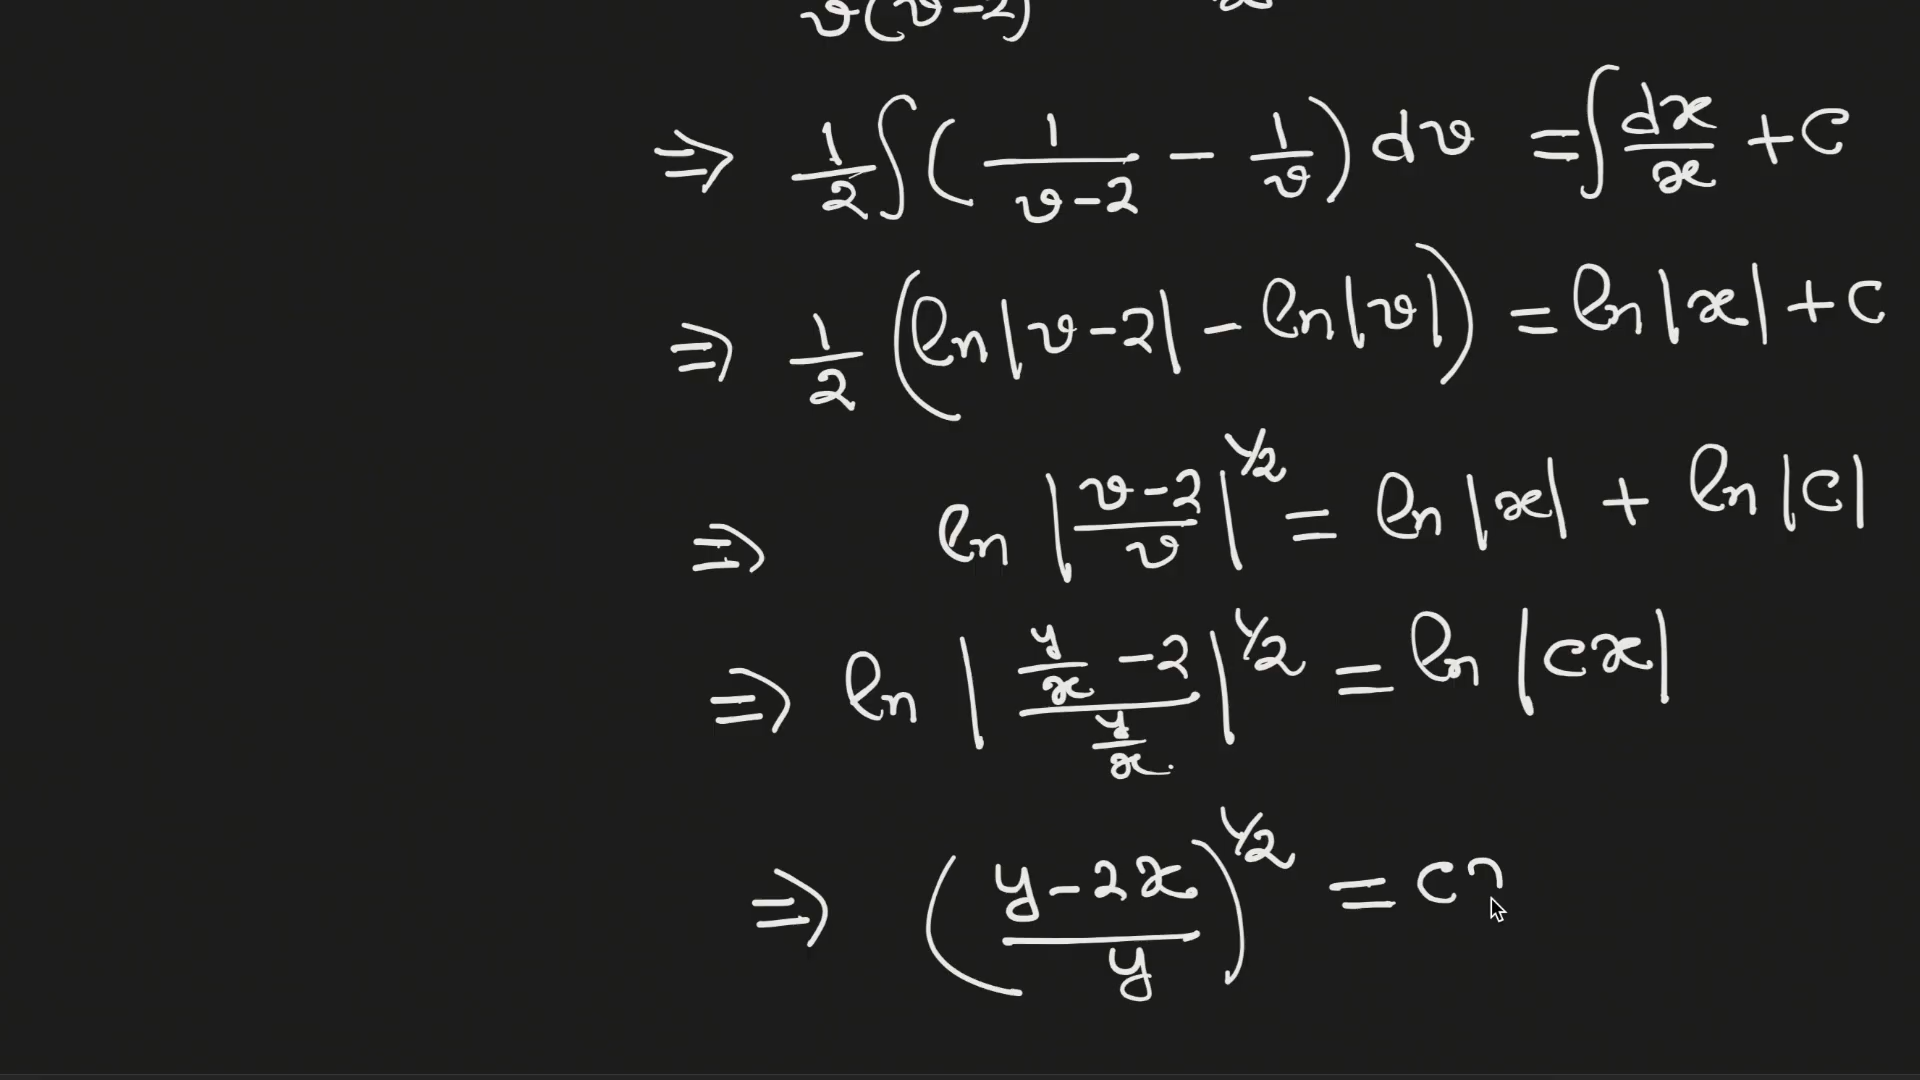 v(v-2) x
⇒ 1/2 ∫ ( 1/(v-2) - 1/v ) dv = ∫ dx/x + c
⇒ 1/2 ( ln|v-2| - ln|v| ) = ln|x| + c
⇒ ln |(v-2)/v|^1/2 = ln|x| + ln|c|
⇒ ln |(y/x - 2)/(y/x)|^1/2 = ln|cx|
⇒ ((y-2x)/y)^1/2 = c